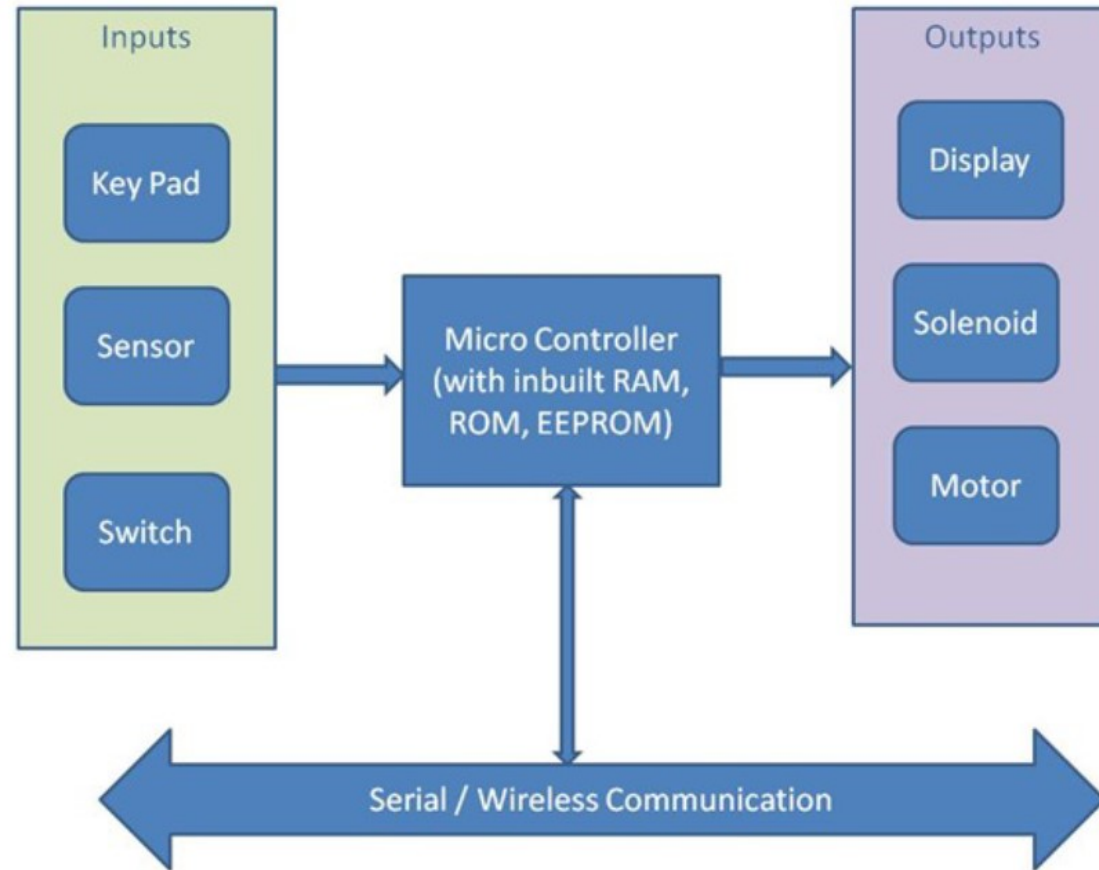 Inputs
Key Pad
Sensor
Switch
Micro Controller
(with inbuilt RAM,
ROM, EEPROM)
Outputs
Display
Solenoid
Motor
Serial / Wireless Communication